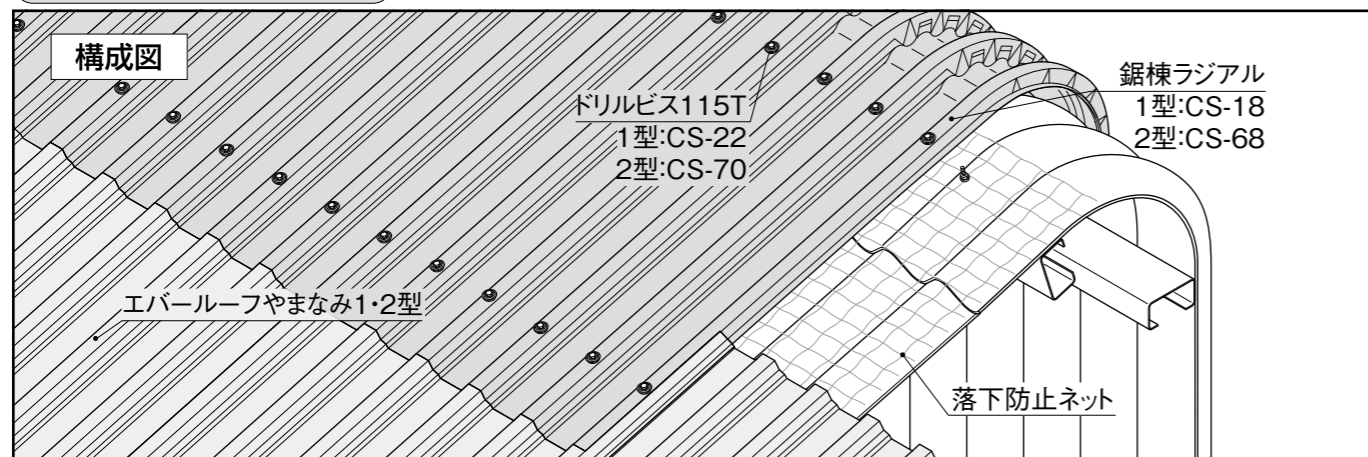 構成図
ドリルビス115T
1型:CS-22
2型:CS-70
鋸棟ラジアル
1型:CS-18
2型:CS-68
エバールーフやまなみ1・2型
落下防止ネット